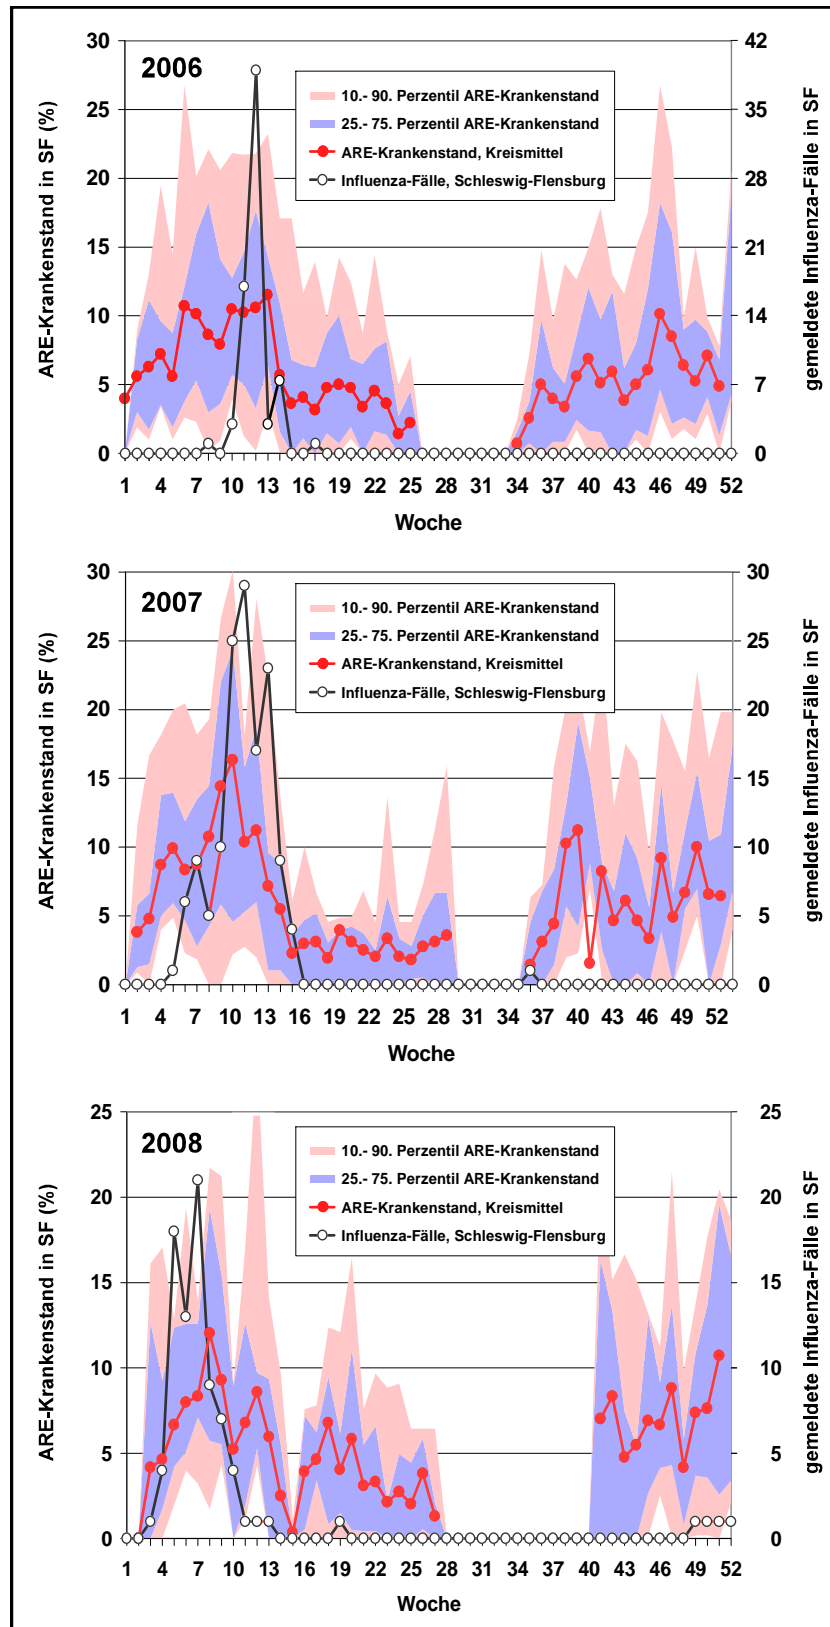 2006
ARE-Krankenstand in SF (%)
gemeldete Influenza-Fälle in SF
30 25 20 15 10 5 0
42 35 28 21 14 7 0
10.- 90. Perzentil ARE-Krankenstand
25.- 75. Perzentil ARE-Krankenstand
ARE-Krankenstand, Kreismittel
Influenza-Fälle, Schleswig-Flensburg
1 4 7 10 13 16 19 22 25 28 31 34 37 40 43 46 49 52
Woche
2007
ARE-Krankenstand in SF (%)
gemeldete Influenza-Fälle in SF
30 25 20 15 10 5 0
30 25 20 15 10 5 0
10.- 90. Perzentil ARE-Krankenstand
25.- 75. Perzentil ARE-Krankenstand
ARE-Krankenstand, Kreismittel
Influenza-Fälle, Schleswig-Flensburg
1 4 7 10 13 16 19 22 25 28 31 34 37 40 43 46 49 52
Woche
2008
ARE-Krankenstand in SF (%)
gemeldete Influenza-Fälle in SF
25 20 15 10 5 0
25 20 15 10 5 0
10.- 90. Perzentil ARE-Krankenstand
25.- 75. Perzentil ARE-Krankenstand
ARE-Krankenstand, Kreismittel
Influenza-Fälle, Schleswig-Flensburg
1 4 7 10 13 16 19 22 25 28 31 34 37 40 43 46 49 52
Woche